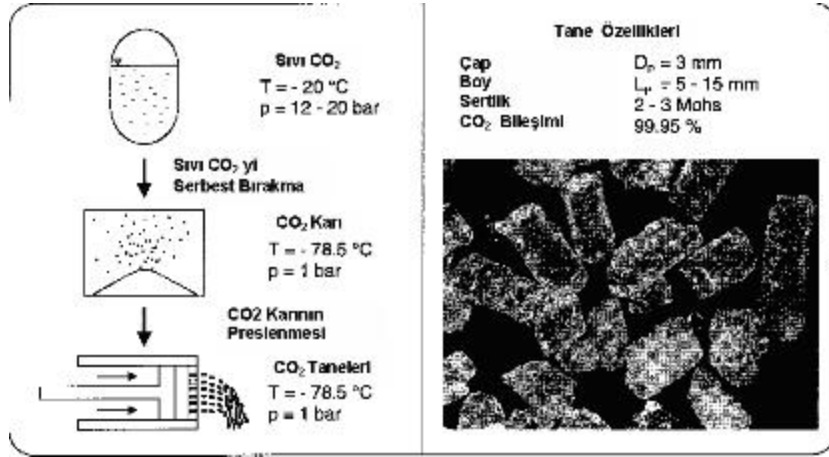 Sıvı CO₂
T = - 20 °C
p = 12 - 20 bar
Sıvı CO₂ yi
Serbest Bırakma
CO₂ Karı
T = - 78.5 °C
p = 1 bar
CO2 Karının
Preslenmesi
CO₂ Taneleri
T = - 78.5 °C
p = 1 bar
Tane Özellikleri
Çap Dₚ = 3 mm
Boy Lₚ = 5 - 15 mm
Sertlik 2 - 3 Mohs
CO₂ Bileşimi 99.95 %